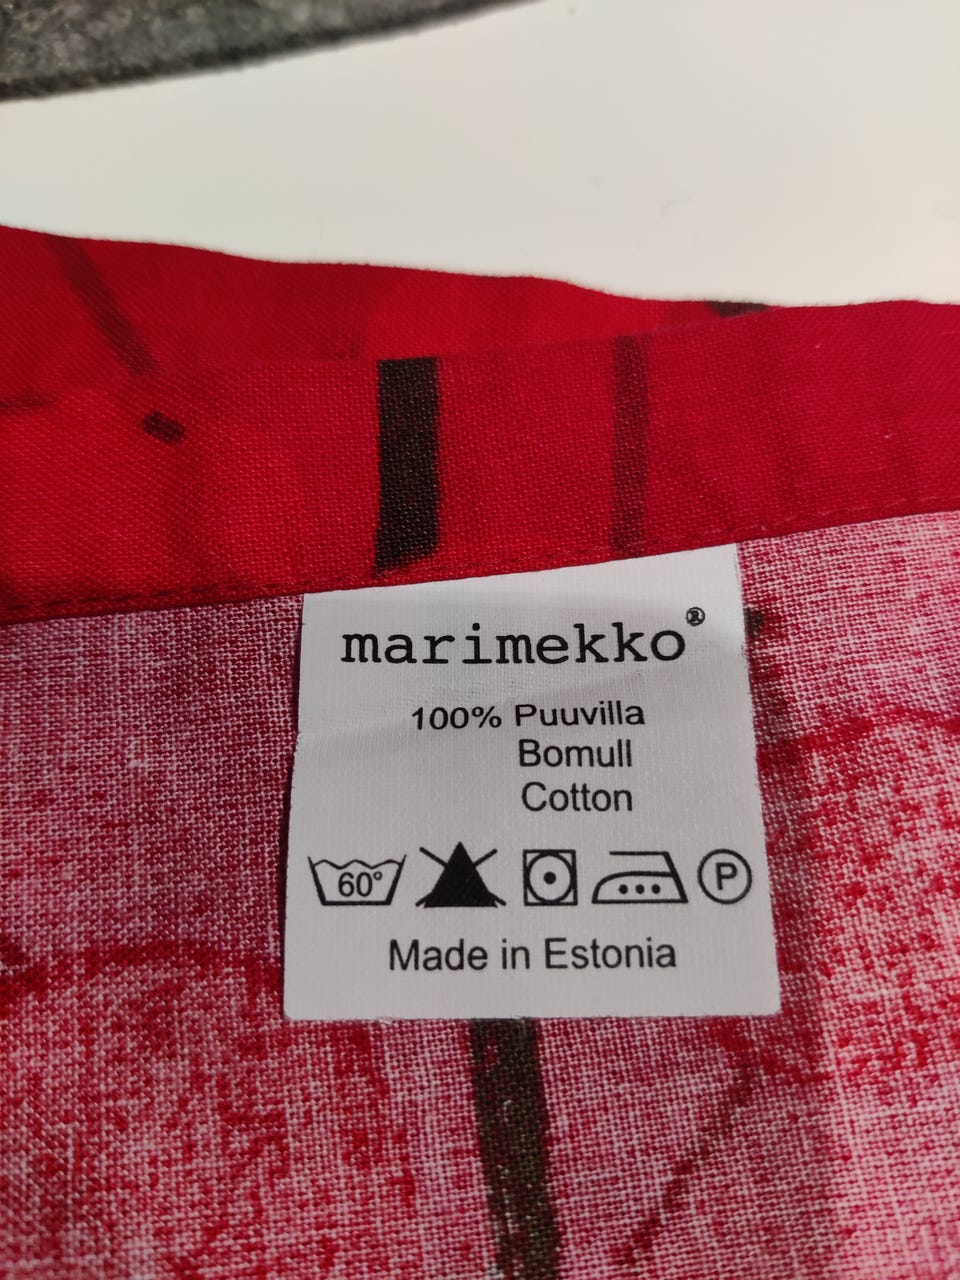 marimekko®
100% Puuvilla
Bomull
Cotton
60° P
Made in Estonia